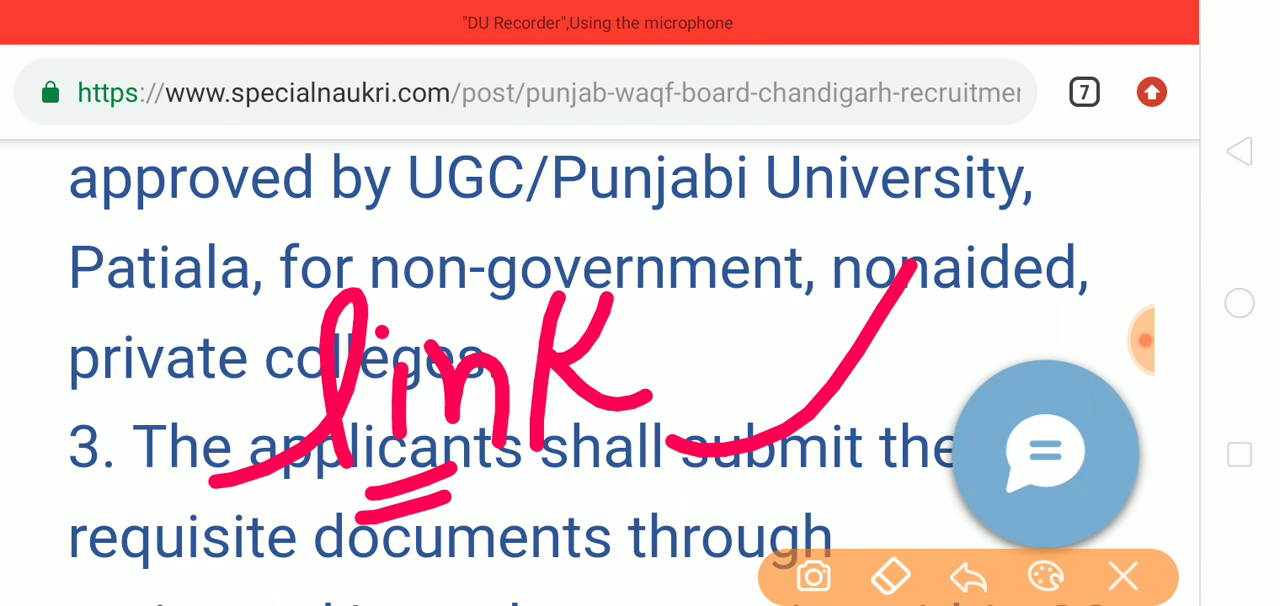 "DU Recorder",Using the microphone
https://www.specialnaukri.com/post/punjab-waqf-board-chandigarh-recruitmen
7
approved by UGC/Punjabi University,
Patiala, for non-government, nonaided,
private colleges
link
3. The applicants shall submit the
requisite documents through